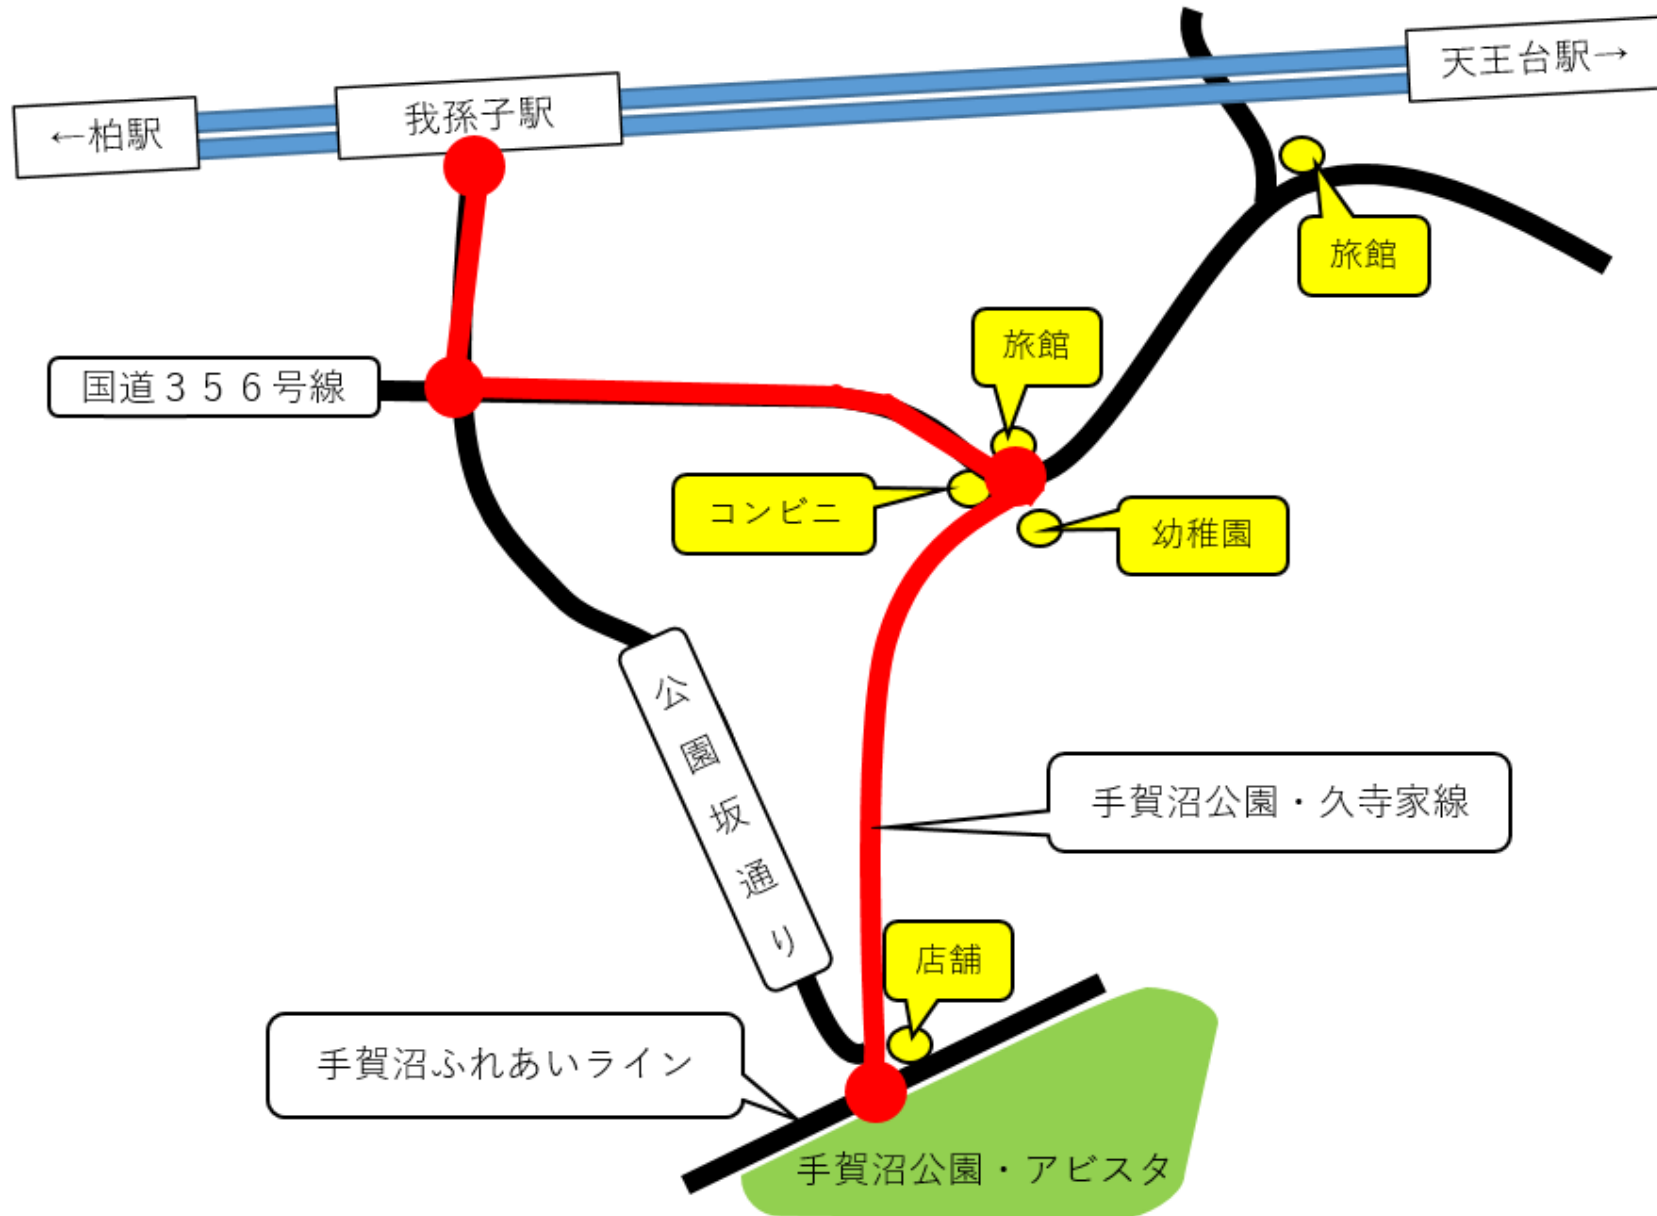 天王台駅→
我孫子駅
←柏駅
旅館
旅館
国道３５６号線
コンビニ
幼稚園
公園坂通り
手賀沼公園・久寺家線
店舗
手賀沼ふれあいライン
手賀沼公園・アビスタ